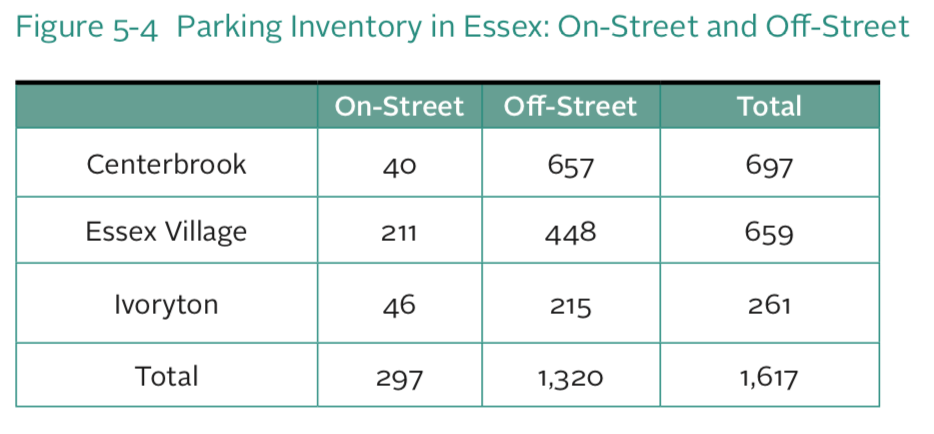 Figure 5-4 Parking Inventory in Essex: On-Street and Off-Street
On-Street Off-Street Total
Centerbrook 40 657 697
Essex Village 211 448 659
Ivoryton 46 215 261
Total 297 1,320 1,617